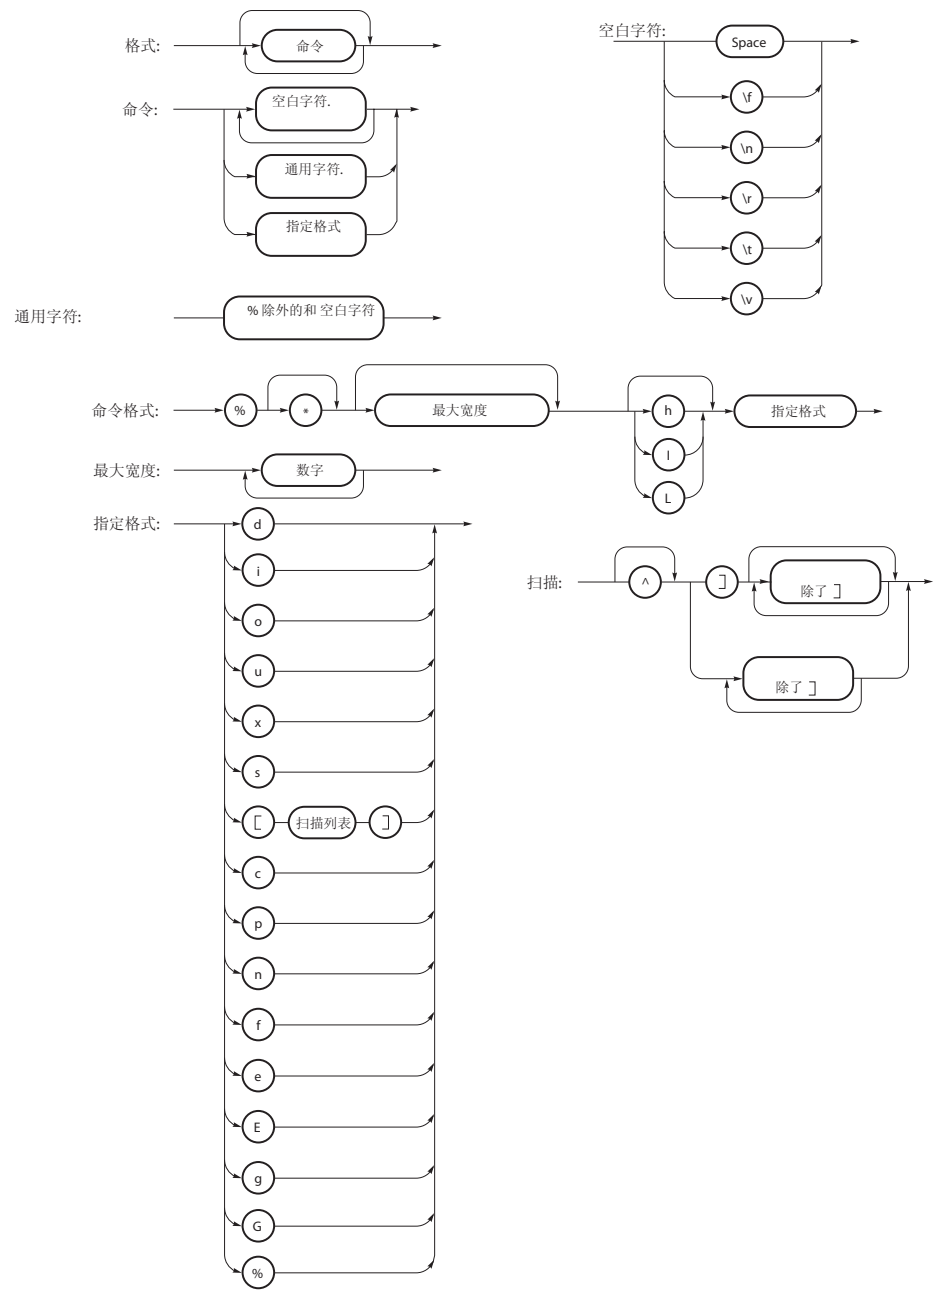 格式:
命令
命令:
空白字符.
通用字符.
指定格式
空白字符:
Space
\f
\n
\r
\t
\v
通用字符:
% 除外的和 空白字符
命令格式:
%
*
最大宽度
h
l
L
指定格式
最大宽度:
数字
指定格式:
d
i
o
u
x
s
[
扫描列表
]
c
p
n
f
e
E
g
G
%
扫描:
^
]
除了 ]
除了 ]